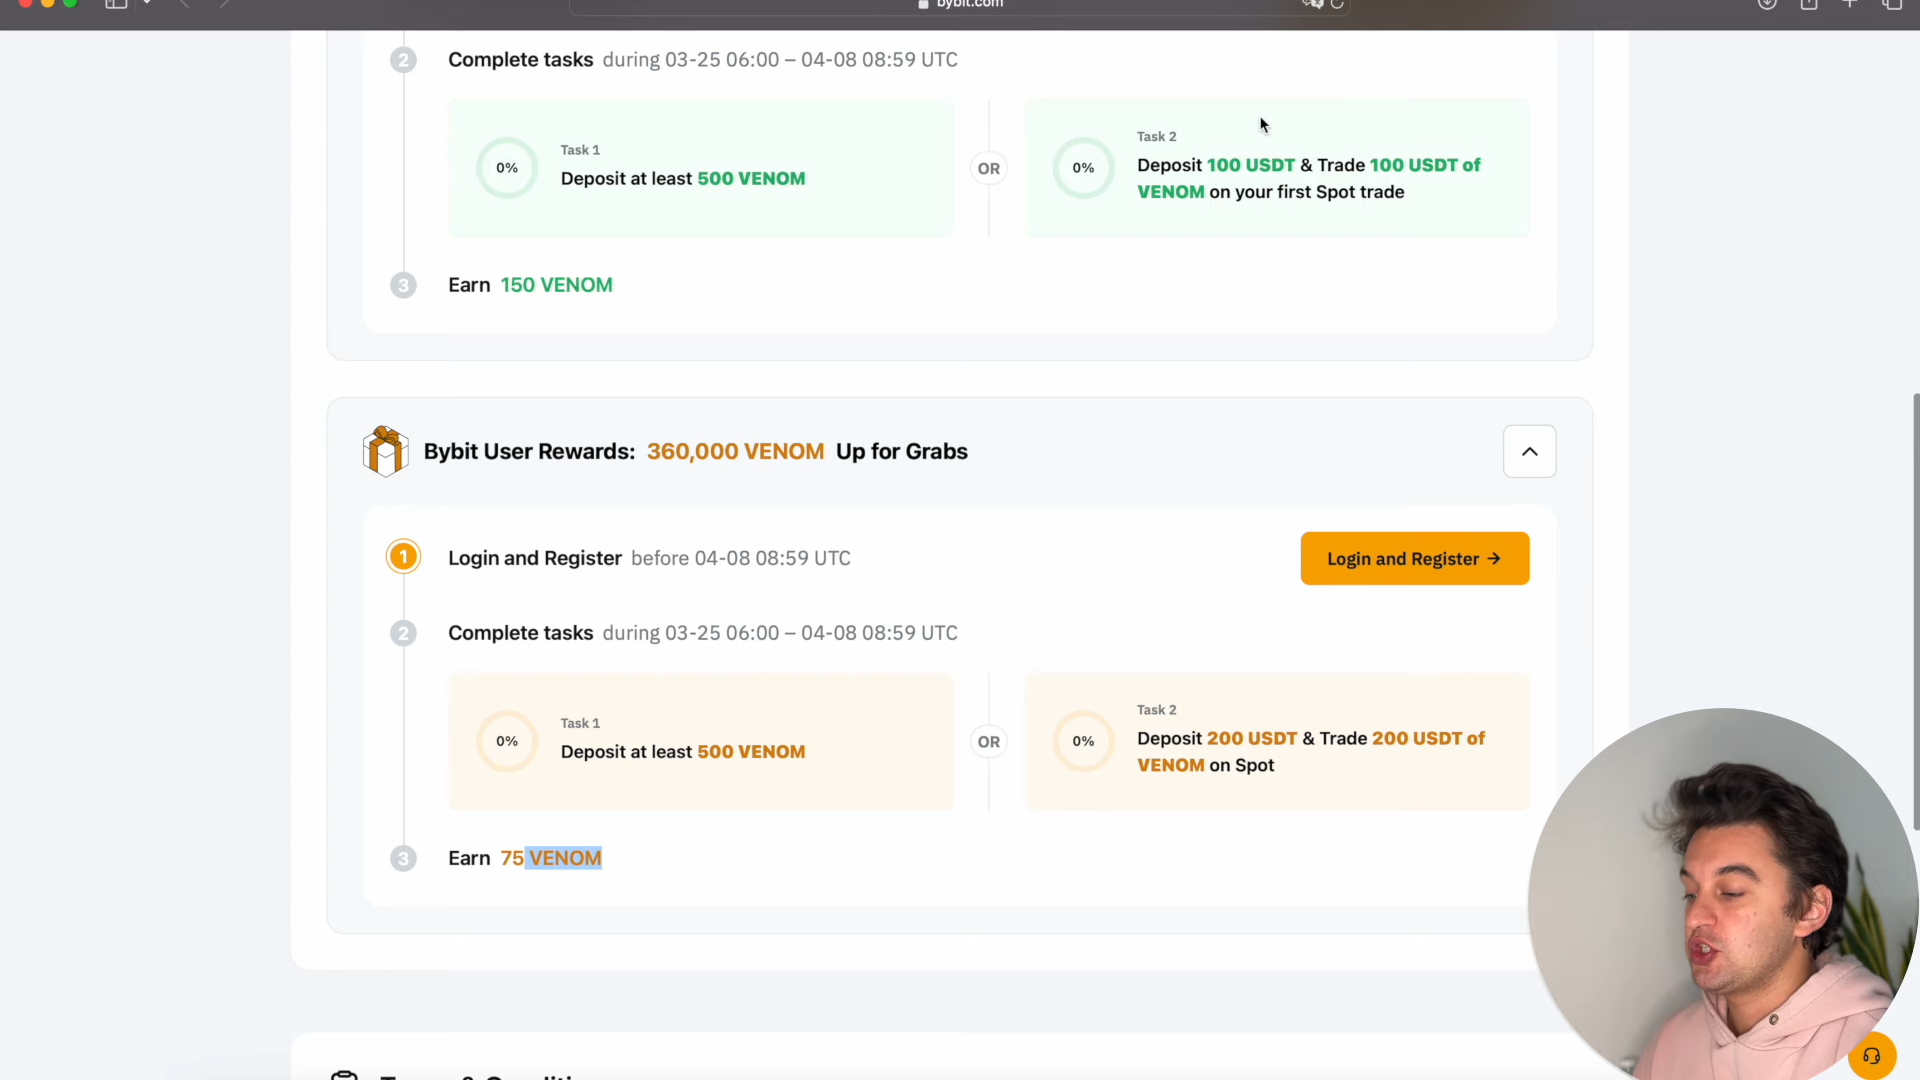 bybit.com
2 Complete tasks during 03-25 06:00 – 04-08 08:59 UTC
0%
Task 1
Deposit at least 500 VENOM
OR
0%
Task 2
Deposit 100 USDT & Trade 100 USDT of
VENOM on your first Spot trade
3 Earn 150 VENOM
Bybit User Rewards: 360,000 VENOM Up for Grabs
1 Login and Register before 04-08 08:59 UTC
Login and Register →
2 Complete tasks during 03-25 06:00 – 04-08 08:59 UTC
0%
Task 1
Deposit at least 500 VENOM
OR
0%
Task 2
Deposit 200 USDT & Trade 200 USDT of
VENOM on Spot
3 Earn 75 VENOM